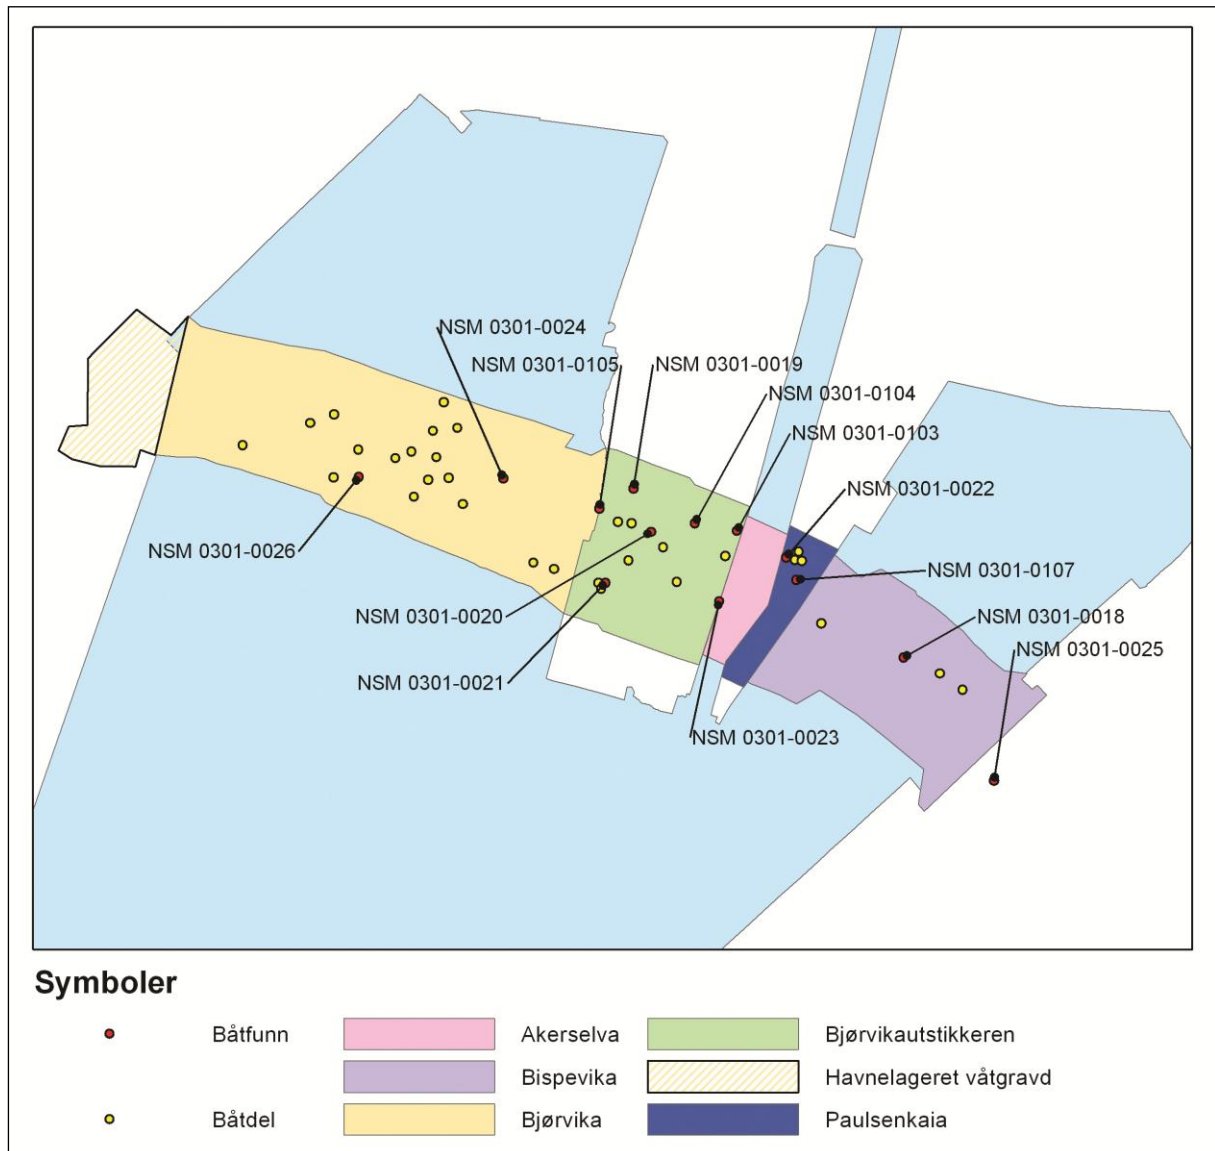 NSM 0301-0024
NSM 0301-0105
NSM 0301-0019
NSM 0301-0104
NSM 0301-0103
NSM 0301-0022
NSM 0301-0026
NSM 0301-0107
NSM 0301-0020
NSM 0301-0018
NSM 0301-0025
NSM 0301-0021
NSM 0301-0023
Symboler
Båtfunn
Akerselva
Bjørvikautstikkeren
Bispevika
Havnelageret våtgravd
Båtdel
Bjørvika
Paulsenkaia